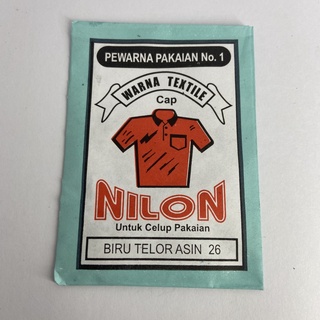 PEWARNA PAKAIAN No. 1
WARNA TEXTILE
Cap
NILON
Untuk Celup Pakaian
BIRU TELOR ASIN 26